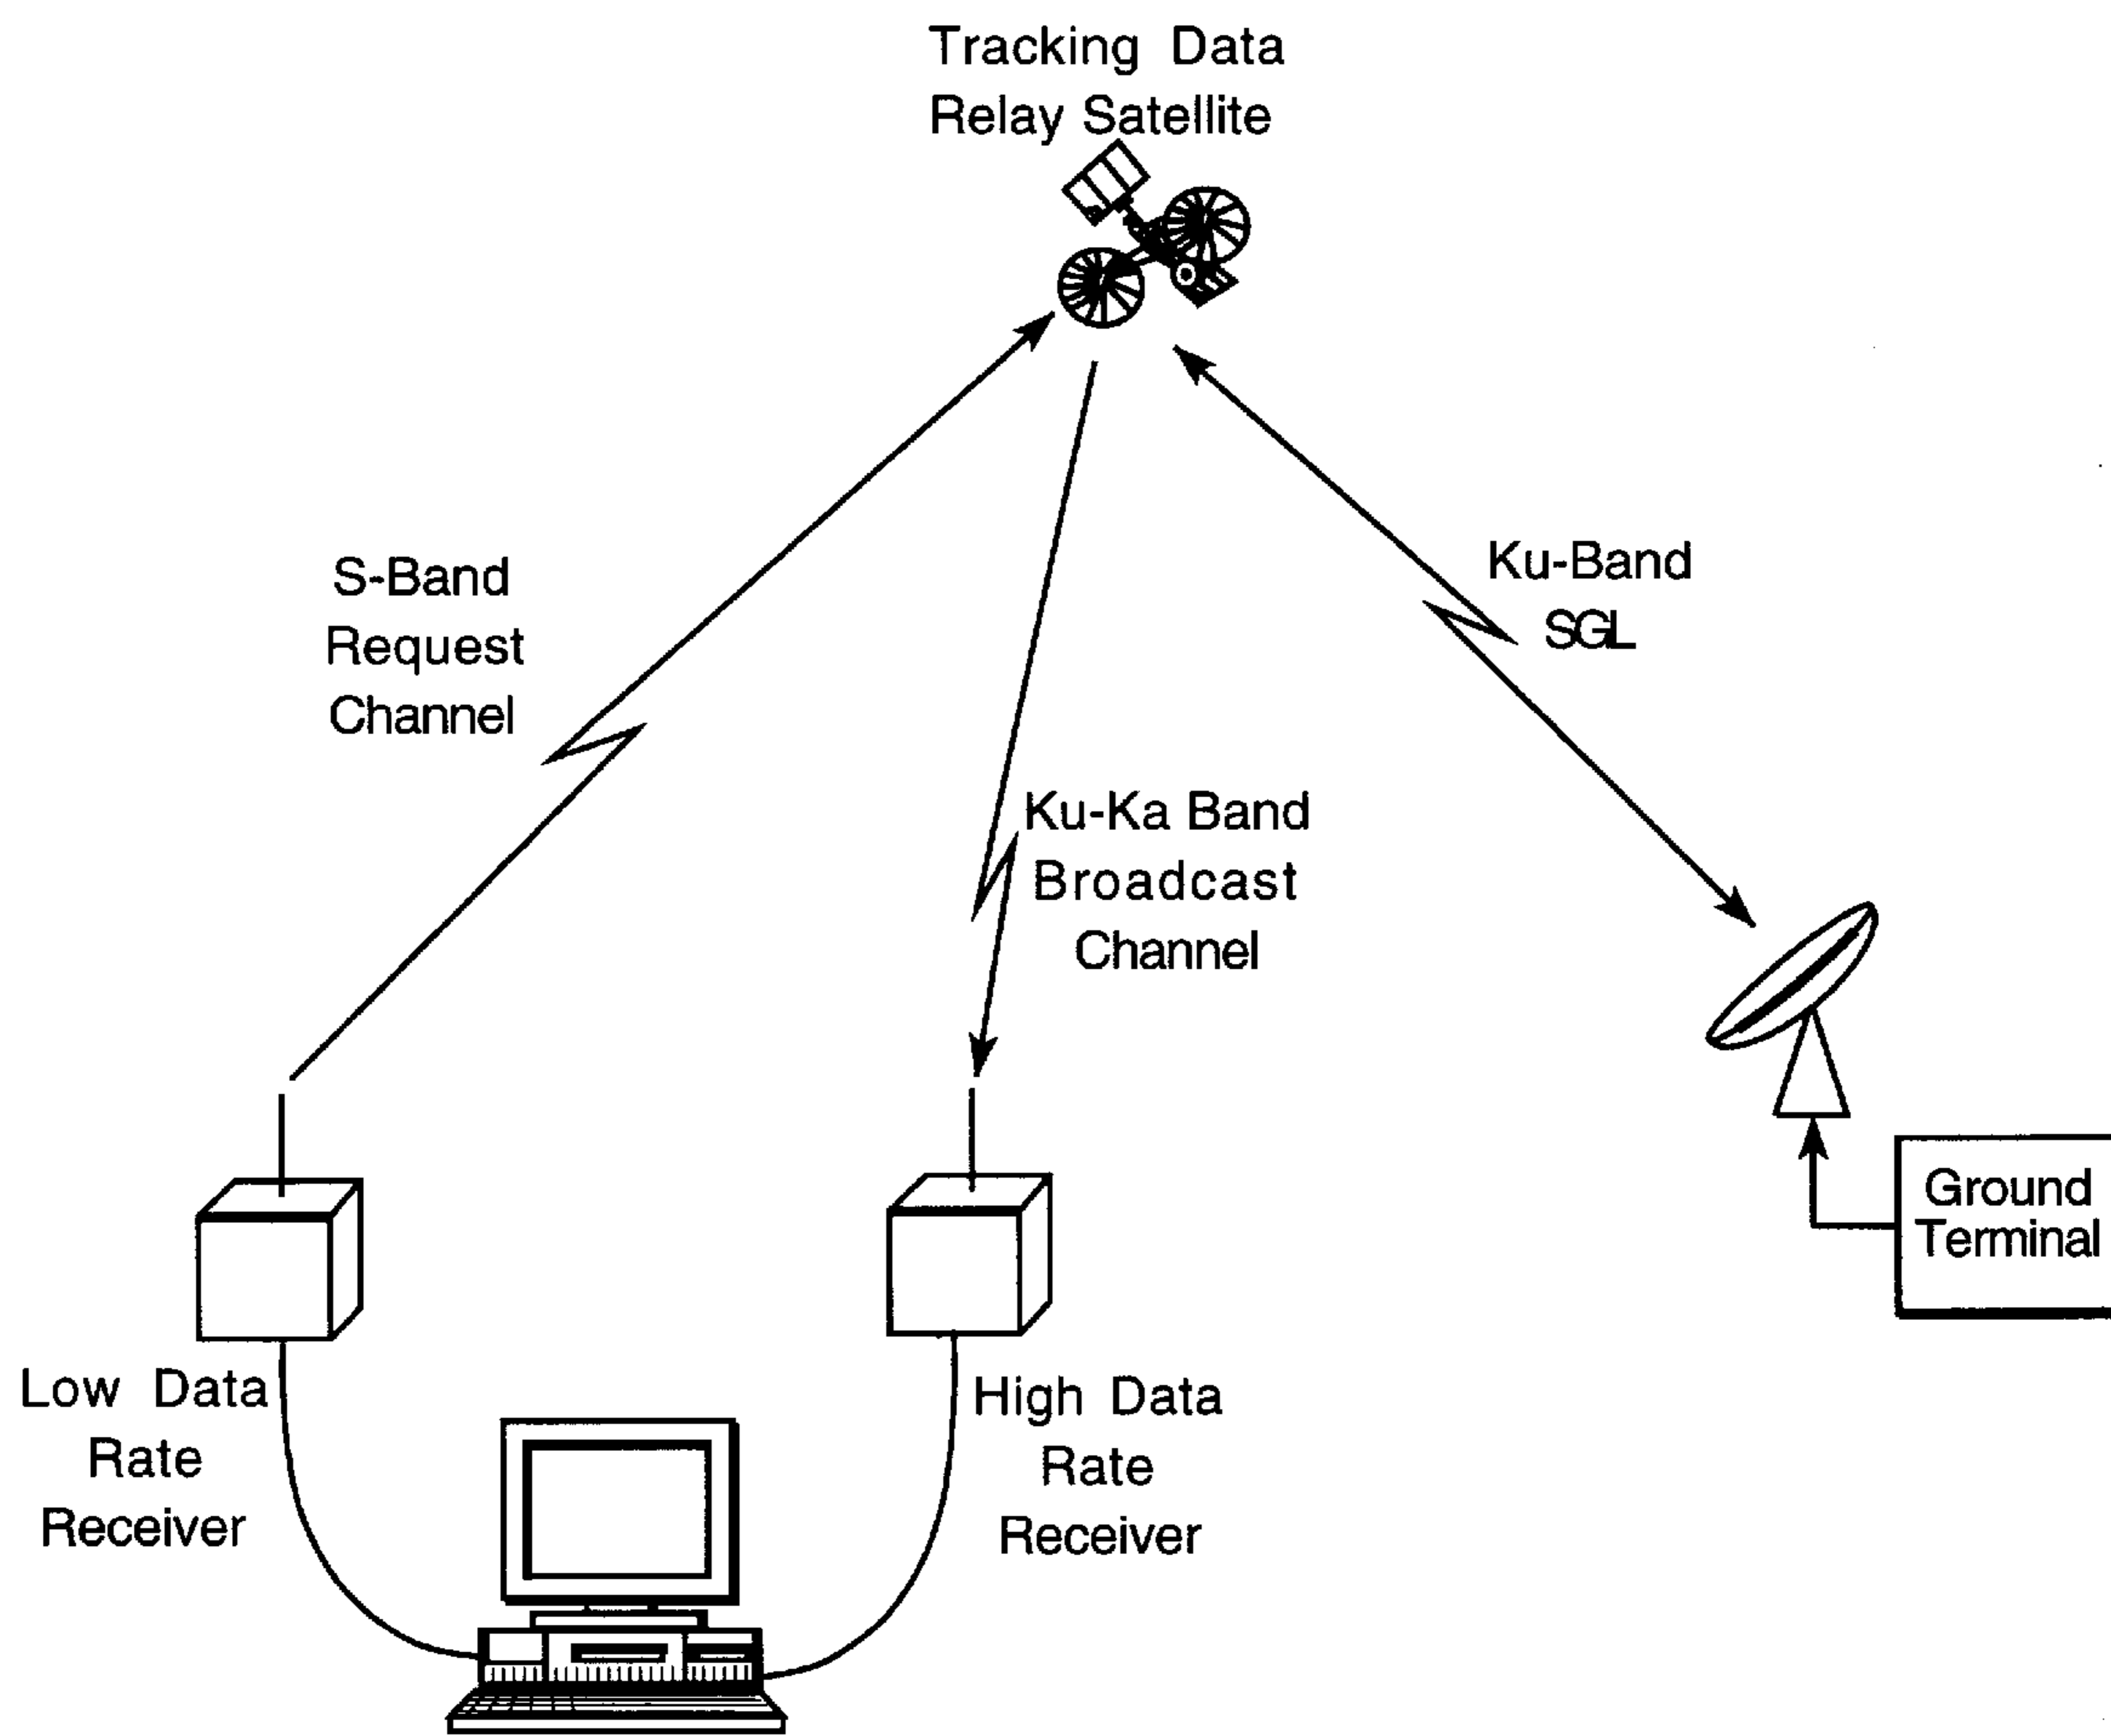 Tracking Data
Relay Satellite
S-Band
Request
Channel
Ku-Band
SGL
Ku-Ka Band
Broadcast
Channel
Ground
Terminal
Low Data
Rate
Receiver
High Data
Rate
Receiver